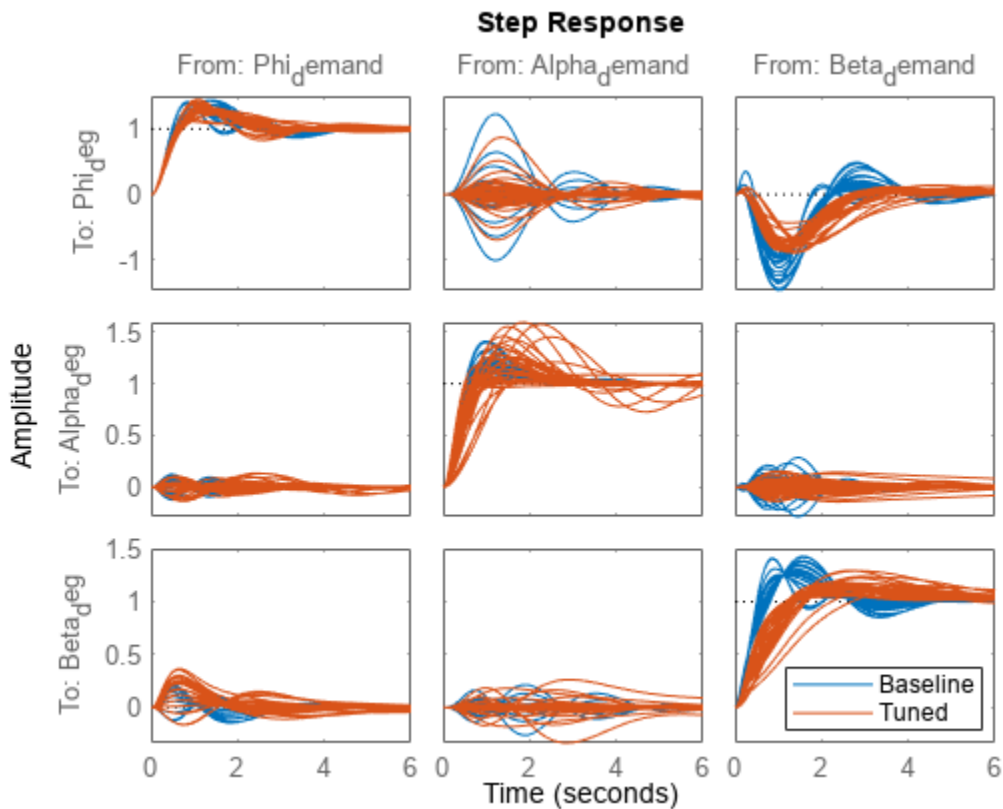 Step Response
From: Phi_demand
From: Alpha_demand
From: Beta_demand
To: Phi_deg
1
0
-1
To: Alpha_deg
1.5
1
0.5
0
To: Beta_deg
1.5
1
0.5
0
Amplitude
Baseline
Tuned
0 2 4 6
0 2 4 6
0 2 4 6
Time (seconds)